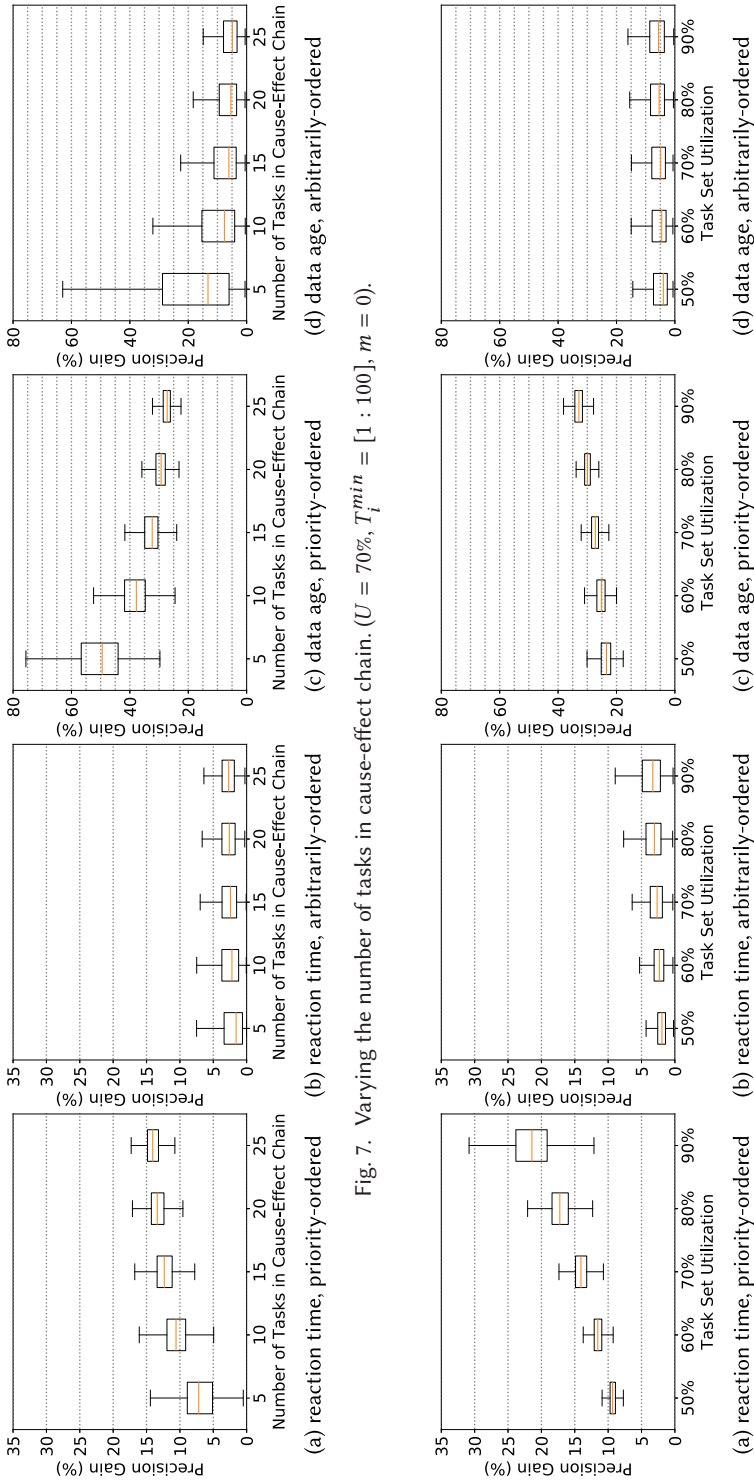 Precision Gain (%)
35
30
25
20
15
10
5
0
5 10 15 20 25
Number of Tasks in Cause-Effect Chain
(a) reaction time, priority-ordered
Precision Gain (%)
35
30
25
20
15
10
5
0
5 10 15 20 25
Number of Tasks in Cause-Effect Chain
(b) reaction time, arbitrarily-ordered
Precision Gain (%)
80
60
40
20
0
5 10 15 20 25
Number of Tasks in Cause-Effect Chain
(c) data age, priority-ordered
Precision Gain (%)
80
60
40
20
0
5 10 15 20 25
Number of Tasks in Cause-Effect Chain
(d) data age, arbitrarily-ordered
Fig. 7. Varying the number of tasks in cause-effect chain. (U = 70%, T_i^{min} = [1 : 100], m = 0).
Precision Gain (%)
35
30
25
20
15
10
5
0
50% 60% 70% 80% 90%
Task Set Utilization
(a) reaction time, priority-ordered
Precision Gain (%)
35
30
25
20
15
10
5
0
50% 60% 70% 80% 90%
Task Set Utilization
(b) reaction time, arbitrarily-ordered
Precision Gain (%)
80
60
40
20
0
50% 60% 70% 80% 90%
Task Set Utilization
(c) data age, priority-ordered
Precision Gain (%)
80
60
40
20
0
50% 60% 70% 80% 90%
Task Set Utilization
(d) data age, arbitrarily-ordered